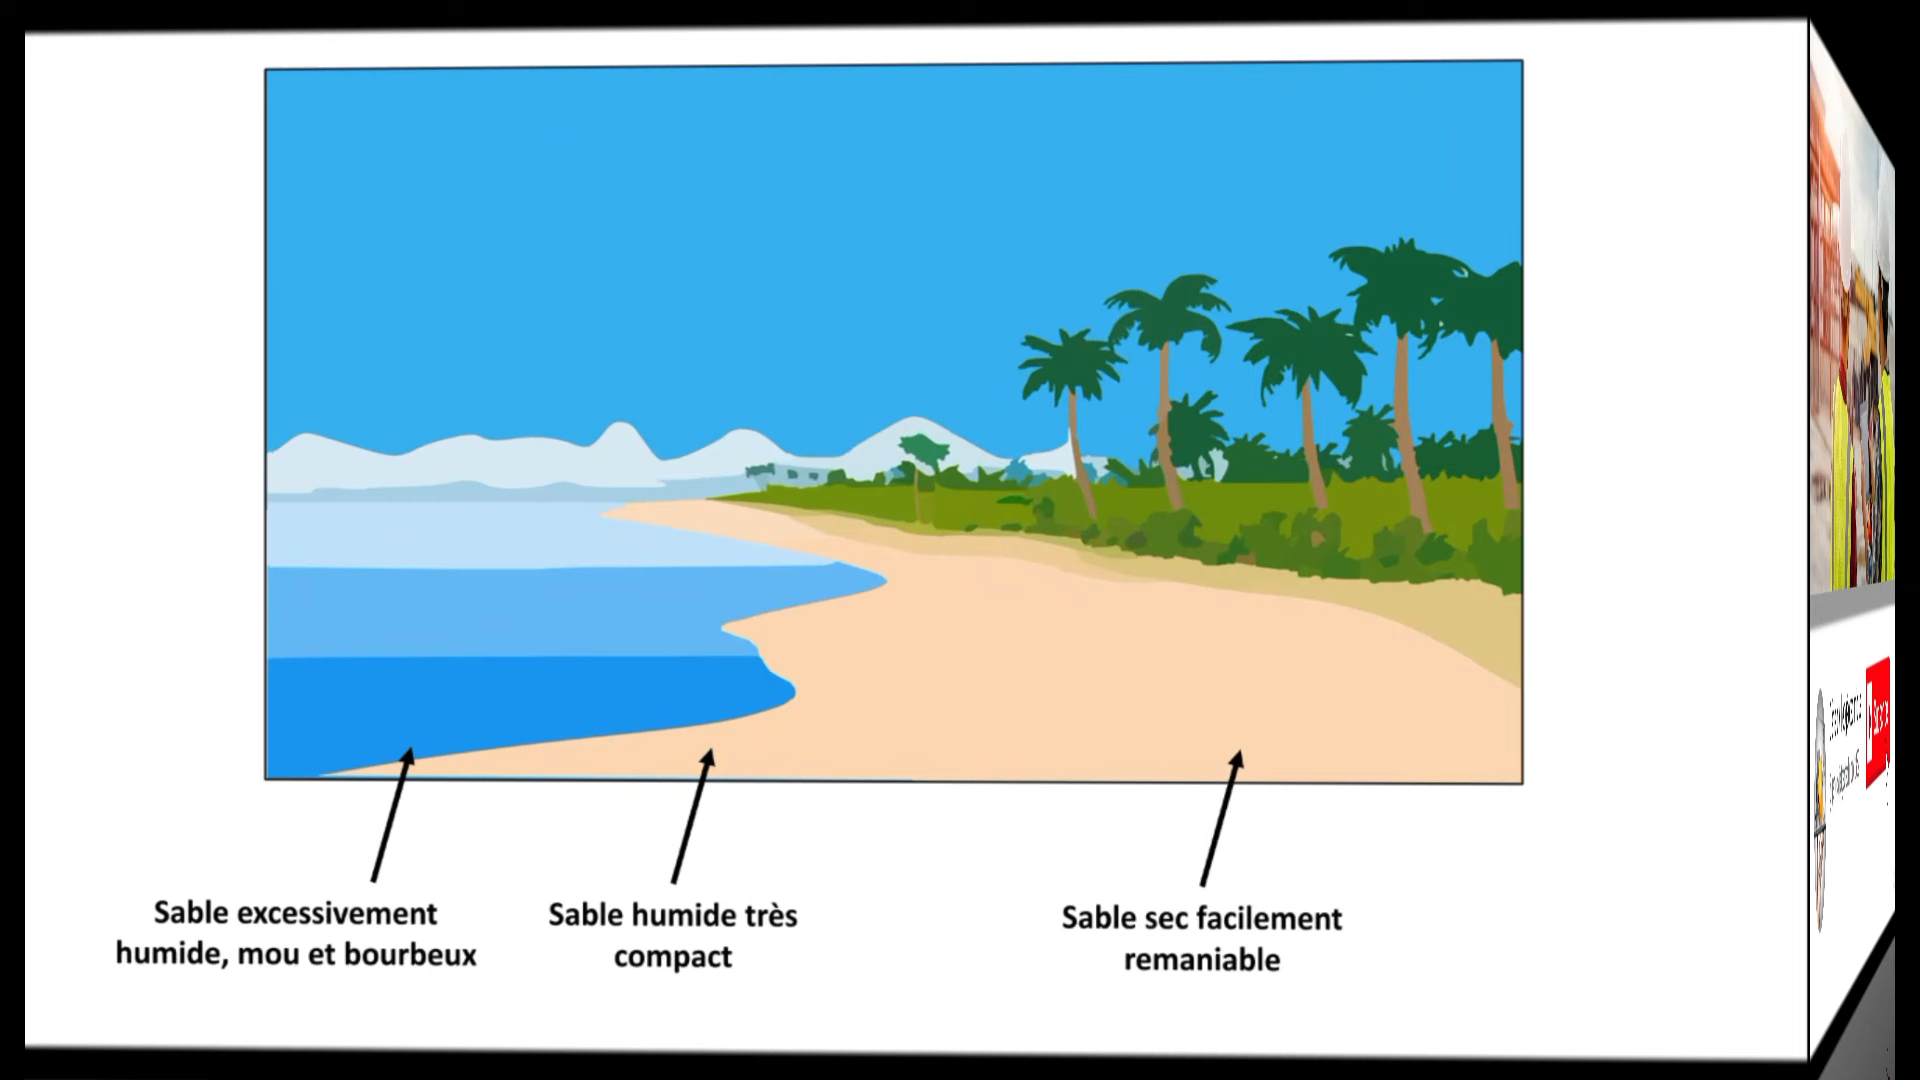 Sable excessivement
humide, mou et bourbeux
Sable humide très
compact
Sable sec facilement
remaniable